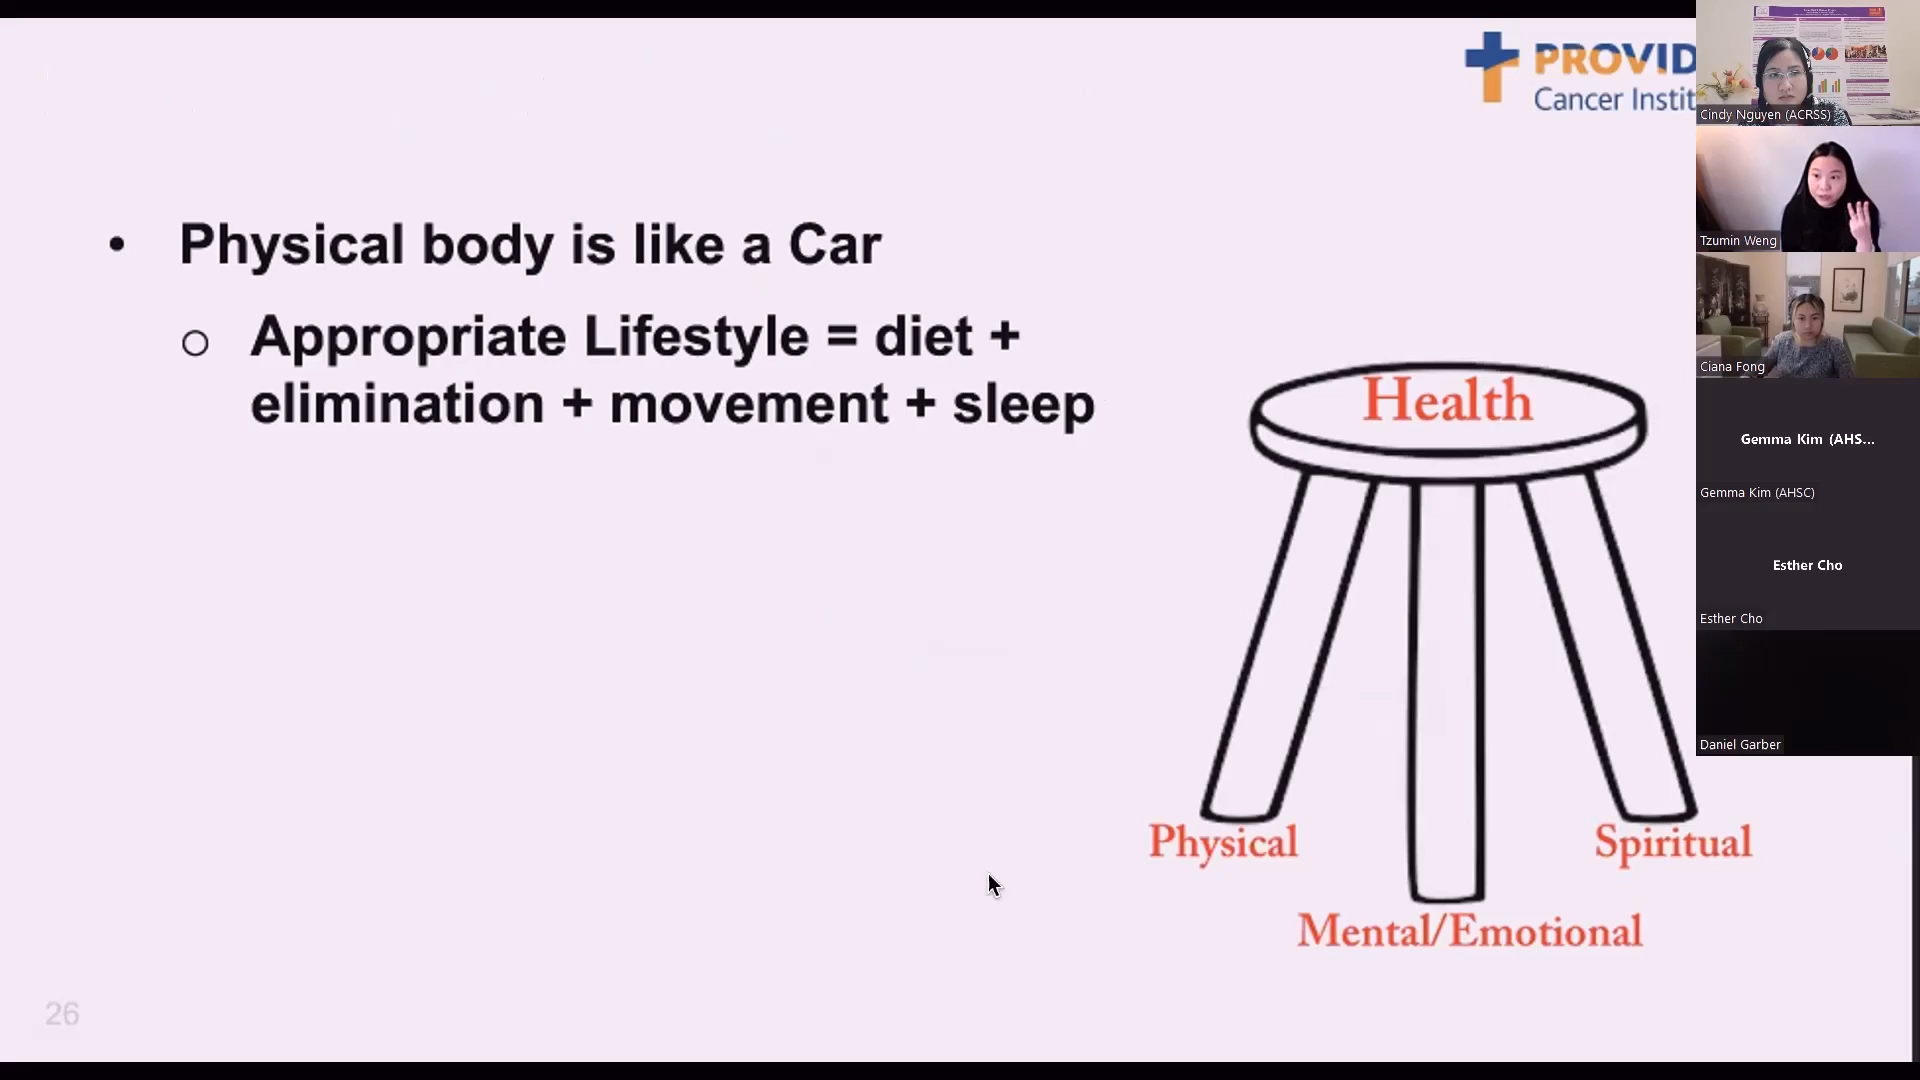 PROVID
Cancer Instit
• Physical body is like a Car
o Appropriate Lifestyle = diet +
elimination + movement + sleep
Health
Physical
Spiritual
Mental/Emotional
26
Cindy Nguyen (ACRSS)
Tzumin Weng
Ciana Fong
Gemma Kim (AHS...
Gemma Kim (AHSC)
Esther Cho
Esther Cho
Daniel Garber